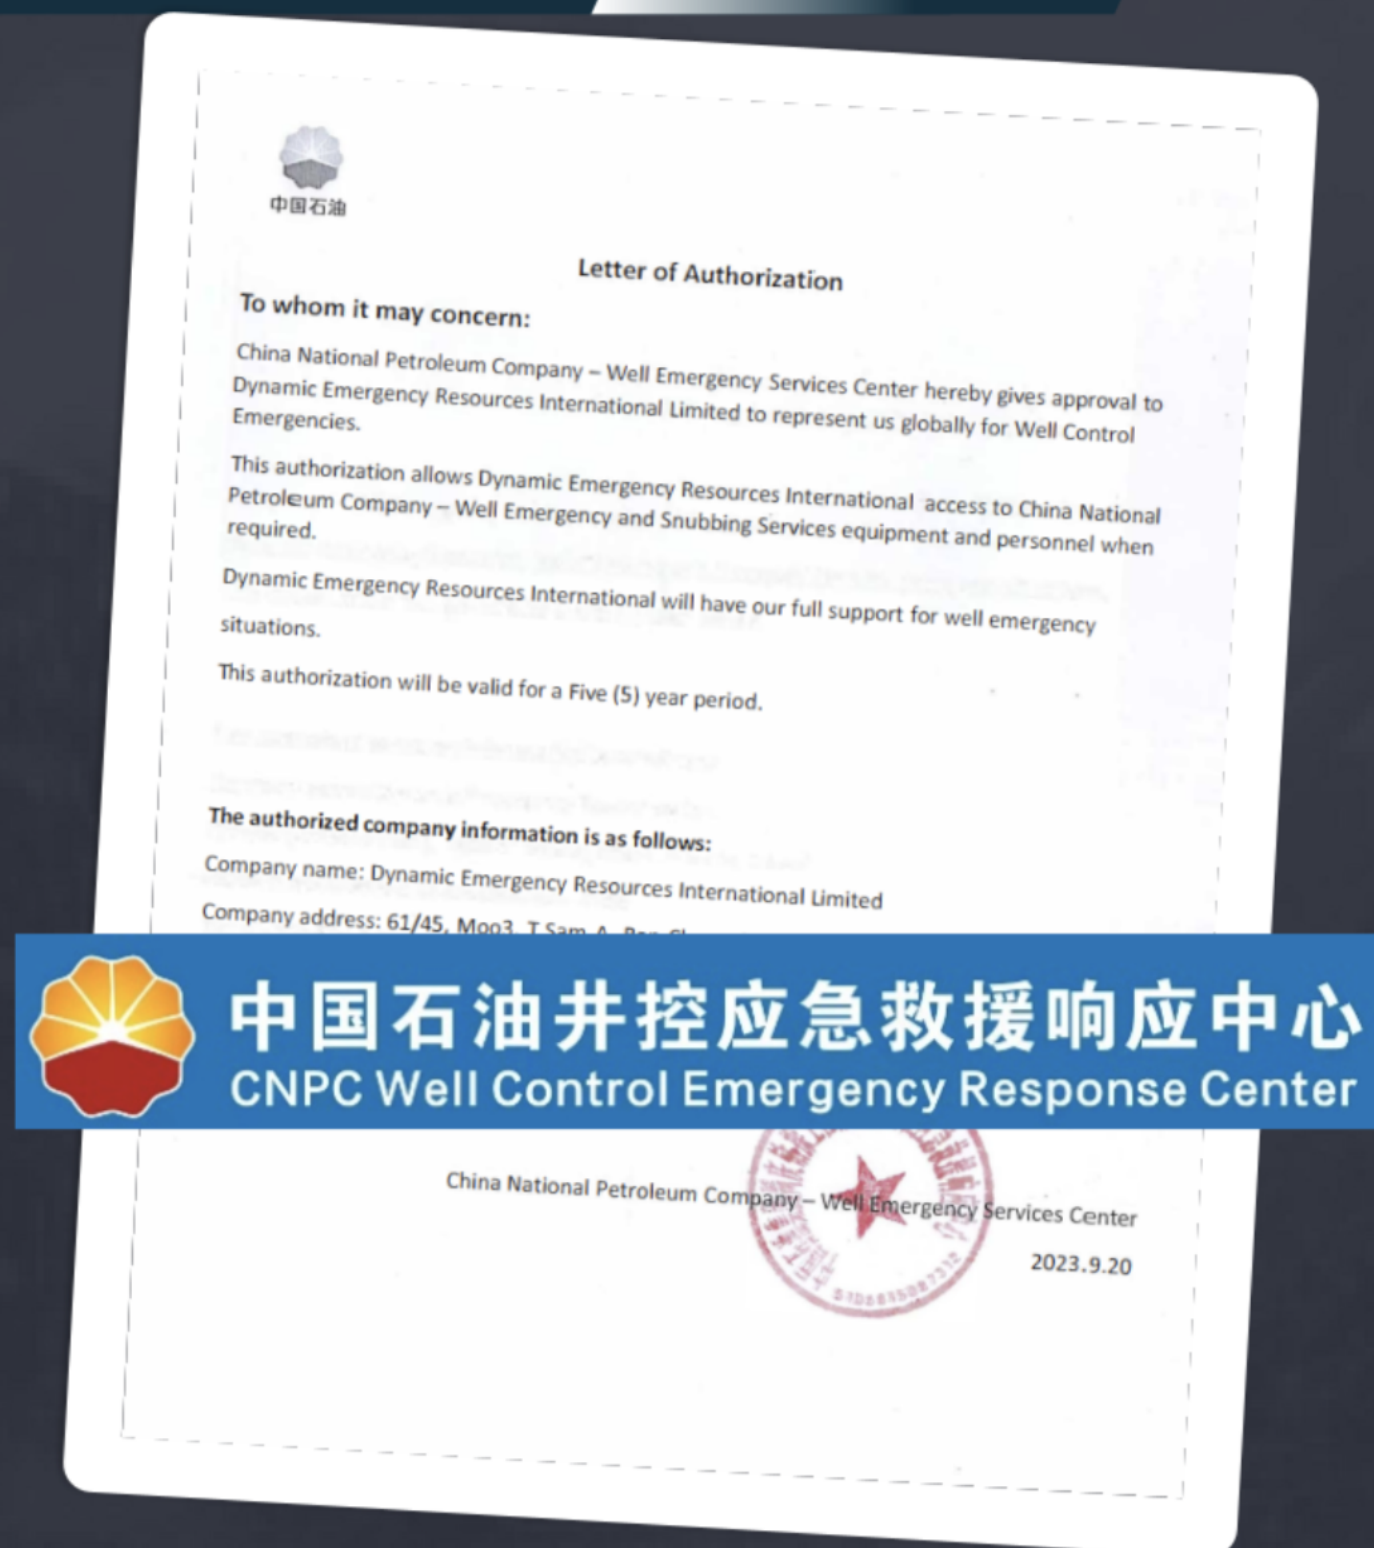 中国石油
Letter of Authorization
To whom it may concern:
China National Petroleum Company – Well Emergency Services Center hereby gives approval to
Dynamic Emergency Resources International Limited to represent us globally for Well Control
Emergencies.
This authorization allows Dynamic Emergency Resources International access to China National
Petroleum Company – Well Emergency and Snubbing Services equipment and personnel when
required.
Dynamic Emergency Resources International will have our full support for well emergency
situations.
This authorization will be valid for a Five (5) year period.
The authorized company information is as follows:
Company name: Dynamic Emergency Resources International Limited
Company address: 61/45, Moo3, T.Sam, A.
中国石油井控应急救援响应中心
CNPC Well Control Emergency Response Center
China National Petroleum Company – Well Emergency Services Center
2023.9.20